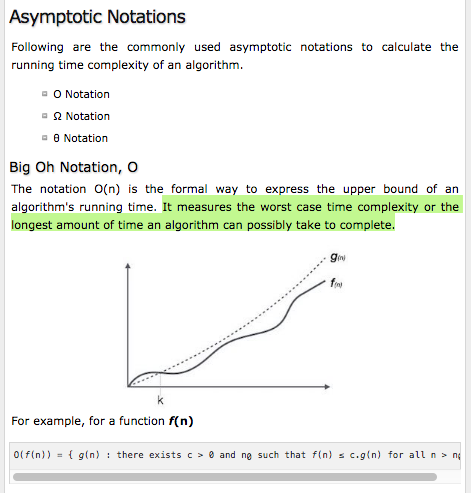 Asymptotic Notations
Following are the commonly used asymptotic notations to calculate the
running time complexity of an algorithm.
Ο Notation
Ω Notation
θ Notation
Big Oh Notation, Ο
The notation Ο(n) is the formal way to express the upper bound of an
algorithm's running time. It measures the worst case time complexity or the
longest amount of time an algorithm can possibly take to complete.
g(n)
f(n)
k
For example, for a function f(n)
Ο(f(n)) = { g(n) : there exists c > 0 and n0 such that f(n) ≤ c.g(n) for all n > n